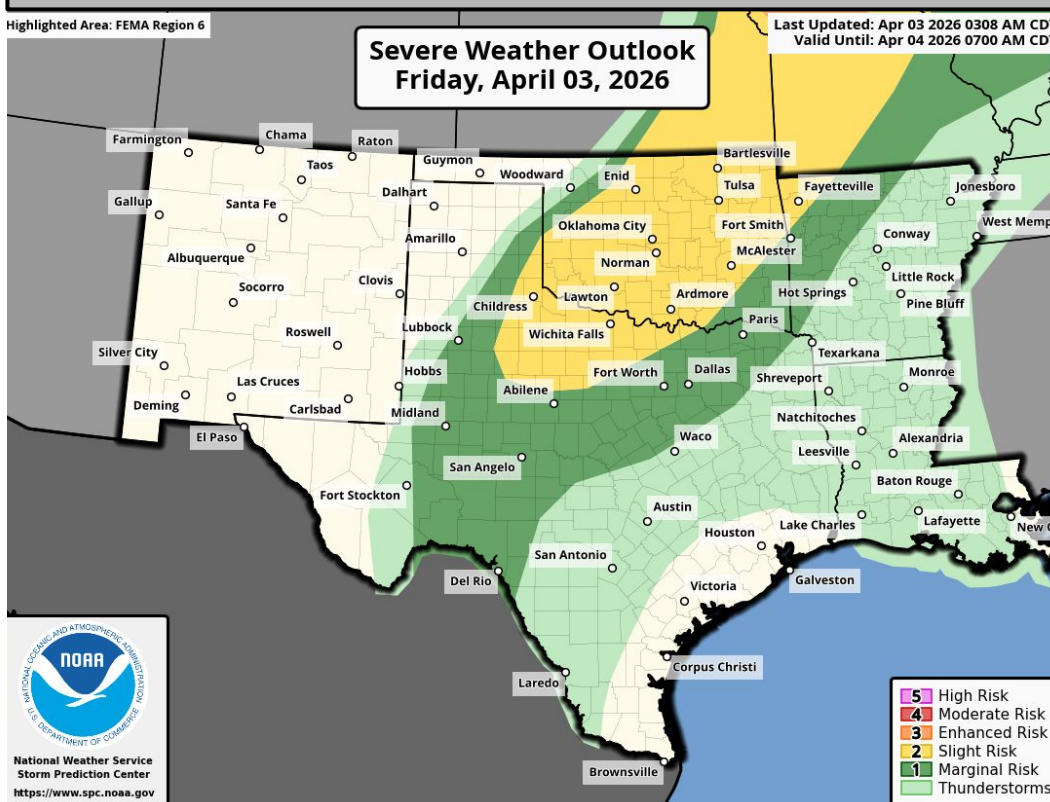 Highlighted Area: FEMA Region 6
Last Updated: Apr 03 2026 0308 AM CD
Valid Until: Apr 04 2026 0700 AM CD
Severe Weather Outlook
Friday, April 03, 2026
Farmington
Chama
Raton
Taos
Guymon
Woodward
Enid
Bartlesville
Tulsa
Fayetteville
Jonesboro
Gallup
Santa Fe
Dalhart
Oklahoma City
Fort Smith
West Memp
Albuquerque
Amarillo
Norman
McAlester
Conway
Little Rock
Socorro
Clovis
Childress
Lawton
Ardmore
Hot Springs
Pine Bluff
Roswell
Lubbock
Wichita Falls
Paris
Texarkana
Silver City
Las Cruces
Hobbs
Fort Worth
Dallas
Shreveport
Monroe
Deming
Carlsbad
Midland
Abilene
Natchitoches
El Paso
San Angelo
Waco
Leesville
Alexandria
Fort Stockton
Austin
Baton Rouge
Houston
Lake Charles
Lafayette
New O
Del Rio
San Antonio
Galveston
Victoria
Laredo
Corpus Christi
Brownsville
NATIONAL OCEANIC AND ATMOSPHERIC ADMINISTRATION
NOAA
U.S. DEPARTMENT OF COMMERCE
National Weather Service
Storm Prediction Center
https://www.spc.noaa.gov
5 High Risk
4 Moderate Risk
3 Enhanced Risk
2 Slight Risk
1 Marginal Risk
Thunderstorms